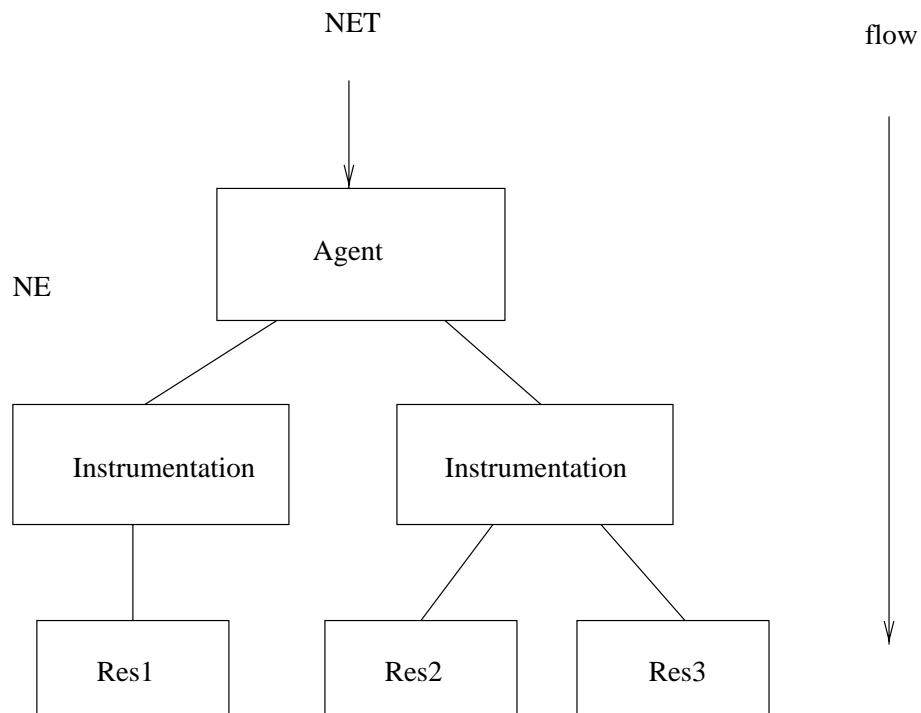 NET
flow
Agent
NE
Instrumentation
Instrumentation
Res1
Res2
Res3